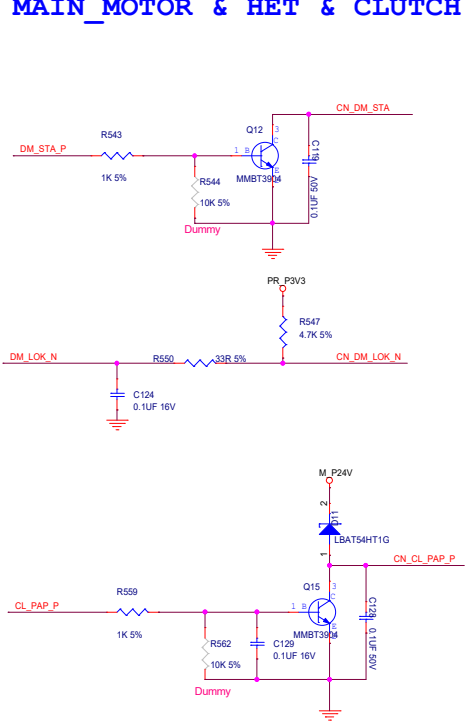 MAIN_MOTOR & HET & CLUTCH
CN_DM_STA
Q12
3
C
R543
DM_STA_P
1 B
C119
1K 5%
R544
MMBT3904
E
10K 5%
0.1UF 50V
Dummy
PR_P3V3
R547
4.7K 5%
DM_LOK_N
R550
33R 5%
CN_DM_LOK_N
C124
0.1UF 16V
M_P24V
2
D11
LBAT54HT1G
1
CN_CL_PAP_P
R559
Q15
3
C
CL_PAP_P
1 B
C128
1K 5%
R562
C129
MMBT3904
E
0.1UF 16V
0.1UF 50V
10K 5%
Dummy